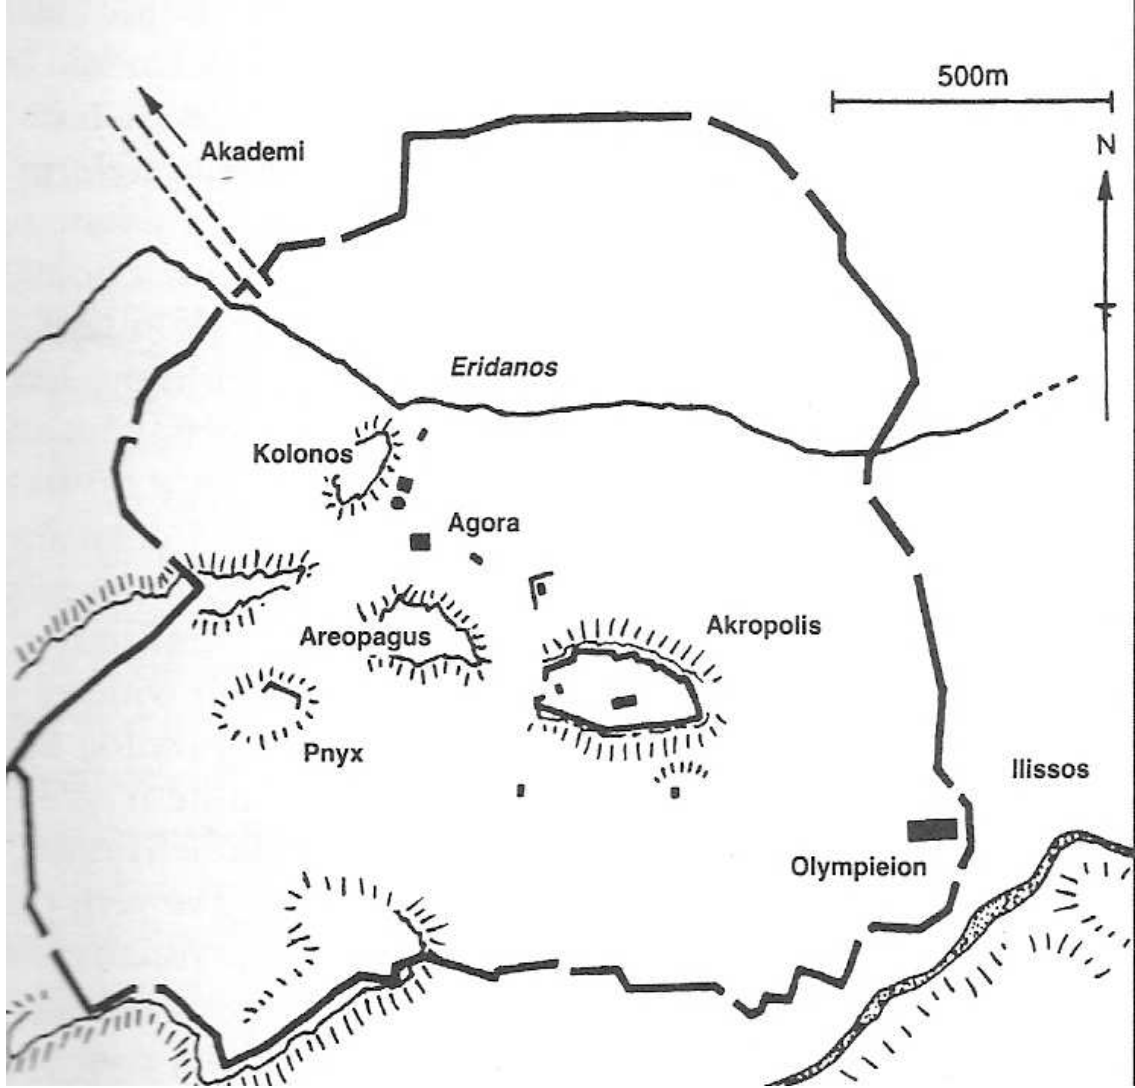 500m
N
Akademi
Eridanos
Kolonos
Agora
Areopagus
Akropolis
Pnyx
Ilissos
Olympieion